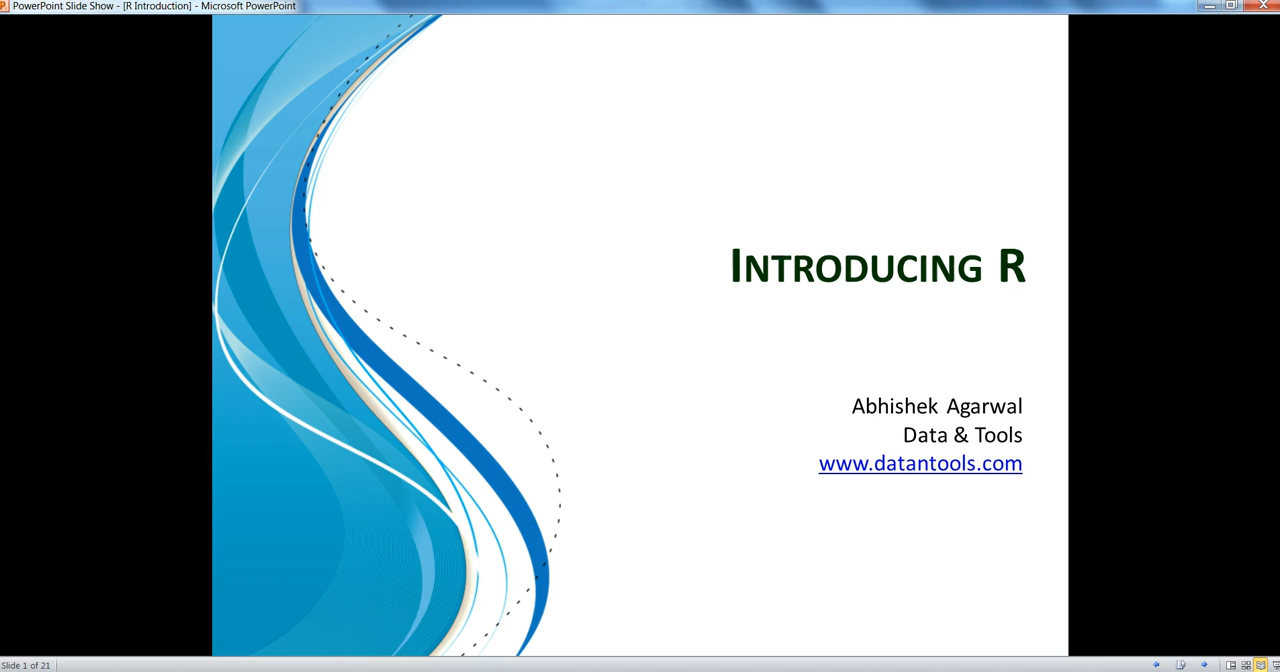 PowerPoint Slide Show - [R Introduction] - Microsoft PowerPoint
INTRODUCING R
Abhishek Agarwal
Data & Tools
www.datantools.com
Slide 1 of 21